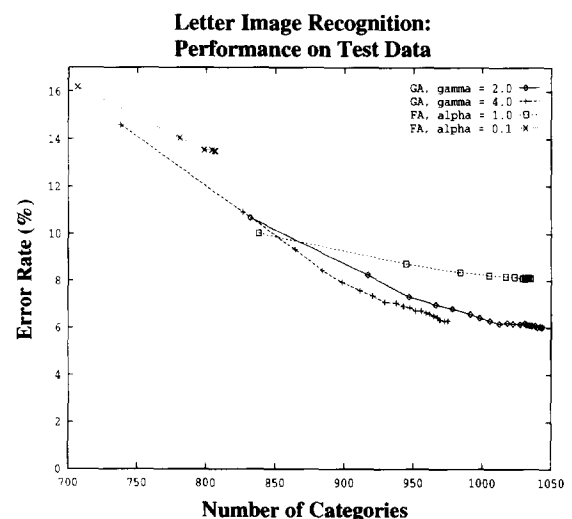 Letter Image Recognition:
Performance on Test Data
GA, gamma = 2.0
GA, gamma = 4.0
FA, alpha = 1.0
FA, alpha = 0.1
16
14
12
10
8
6
4
2
0
Error Rate (%)
700 750 800 850 900 950 1000 1050
Number of Categories